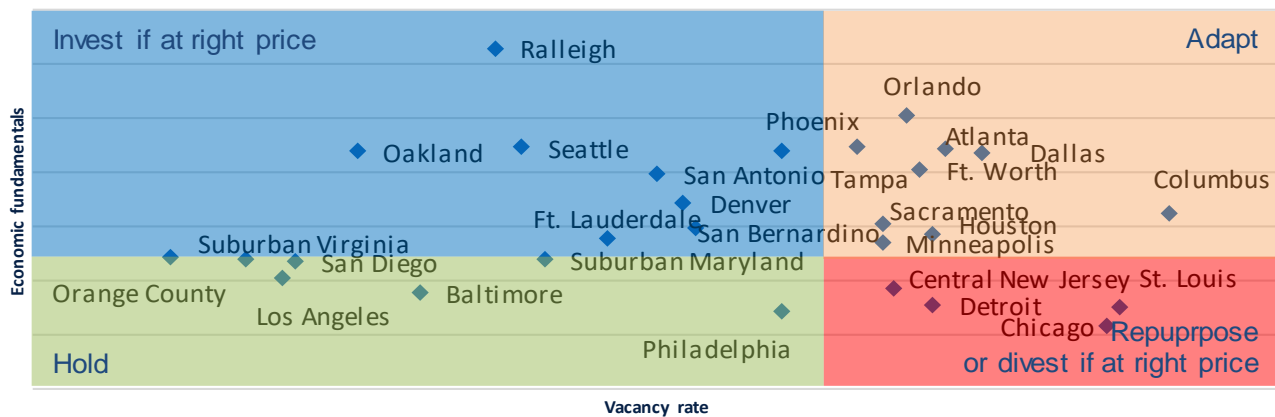 Invest if at right price
Adapt
Ralleigh
Orlando
Phoenix
Atlanta
Oakland
Seattle
Dallas
San Antonio
Tampa
Ft. Worth
Columbus
Denver
Sacramento
Ft. Lauderdale
San Bernardino
Houston
Suburban Virginia
Minneapolis
San Diego
Suburban Maryland
Central New Jersey
St. Louis
Orange County
Baltimore
Detroit
Los Angeles
Chicago
Repuprpose
or divest if at right price
Philadelphia
Hold
Economic fundamentals
Vacancy rate